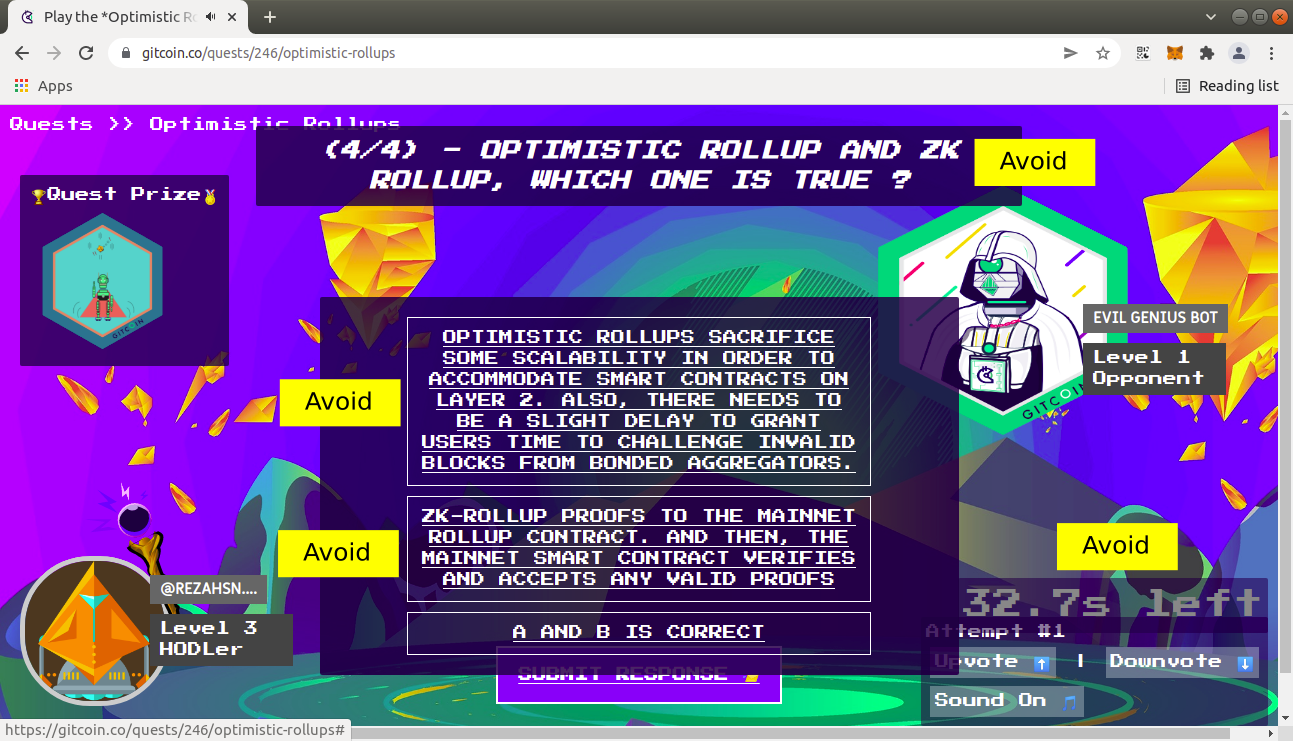 Play the *Optimistic Ro
gitcoin.co/quests/246/optimistic-rollups
Apps
Reading list
Quests >> Optimistic Rollups
(4/4) - OPTIMISTIC ROLLUP AND ZK
ROLLUP, WHICH ONE IS TRUE ?
Avoid
Quest Prize
GITCOIN
EVIL GENIUS BOT
Level 1
Opponent
GITCOIN
OPTIMISTIC ROLLUPS SACRIFICE
SOME SCALABILITY IN ORDER TO
ACCOMMODATE SMART CONTRACTS ON
LAYER 2. ALSO, THERE NEEDS TO
BE A SLIGHT DELAY TO GRANT
USERS TIME TO CHALLENGE INVALID
BLOCKS FROM BONDED AGGREGATORS.
Avoid
ZK-ROLLUP PROOFS TO THE MAINNET
ROLLUP CONTRACT. AND THEN, THE
MAINNET SMART CONTRACT VERIFIES
AND ACCEPTS ANY VALID PROOFS
Avoid
Avoid
A AND B IS CORRECT
SUBMIT RESPONSE
@REZAHSN....
Level 3
HODLer
32.7s left
Attempt #1
Upvote | Downvote
Sound On
https://gitcoin.co/quests/246/optimistic-rollups#